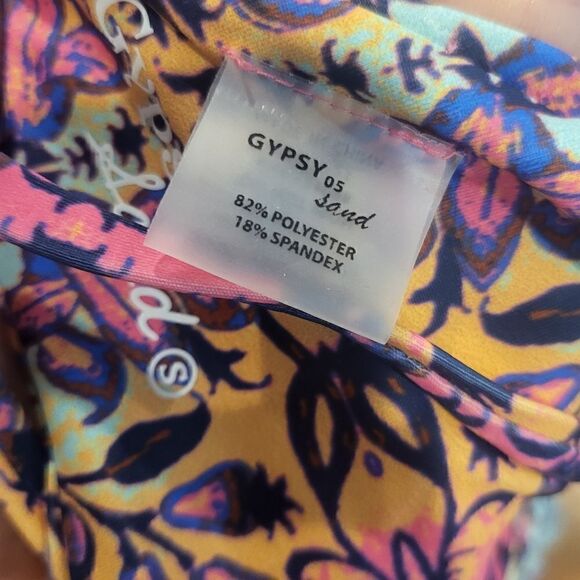 GYPSY 05
sand
82% POLYESTER
18% SPANDEX
S